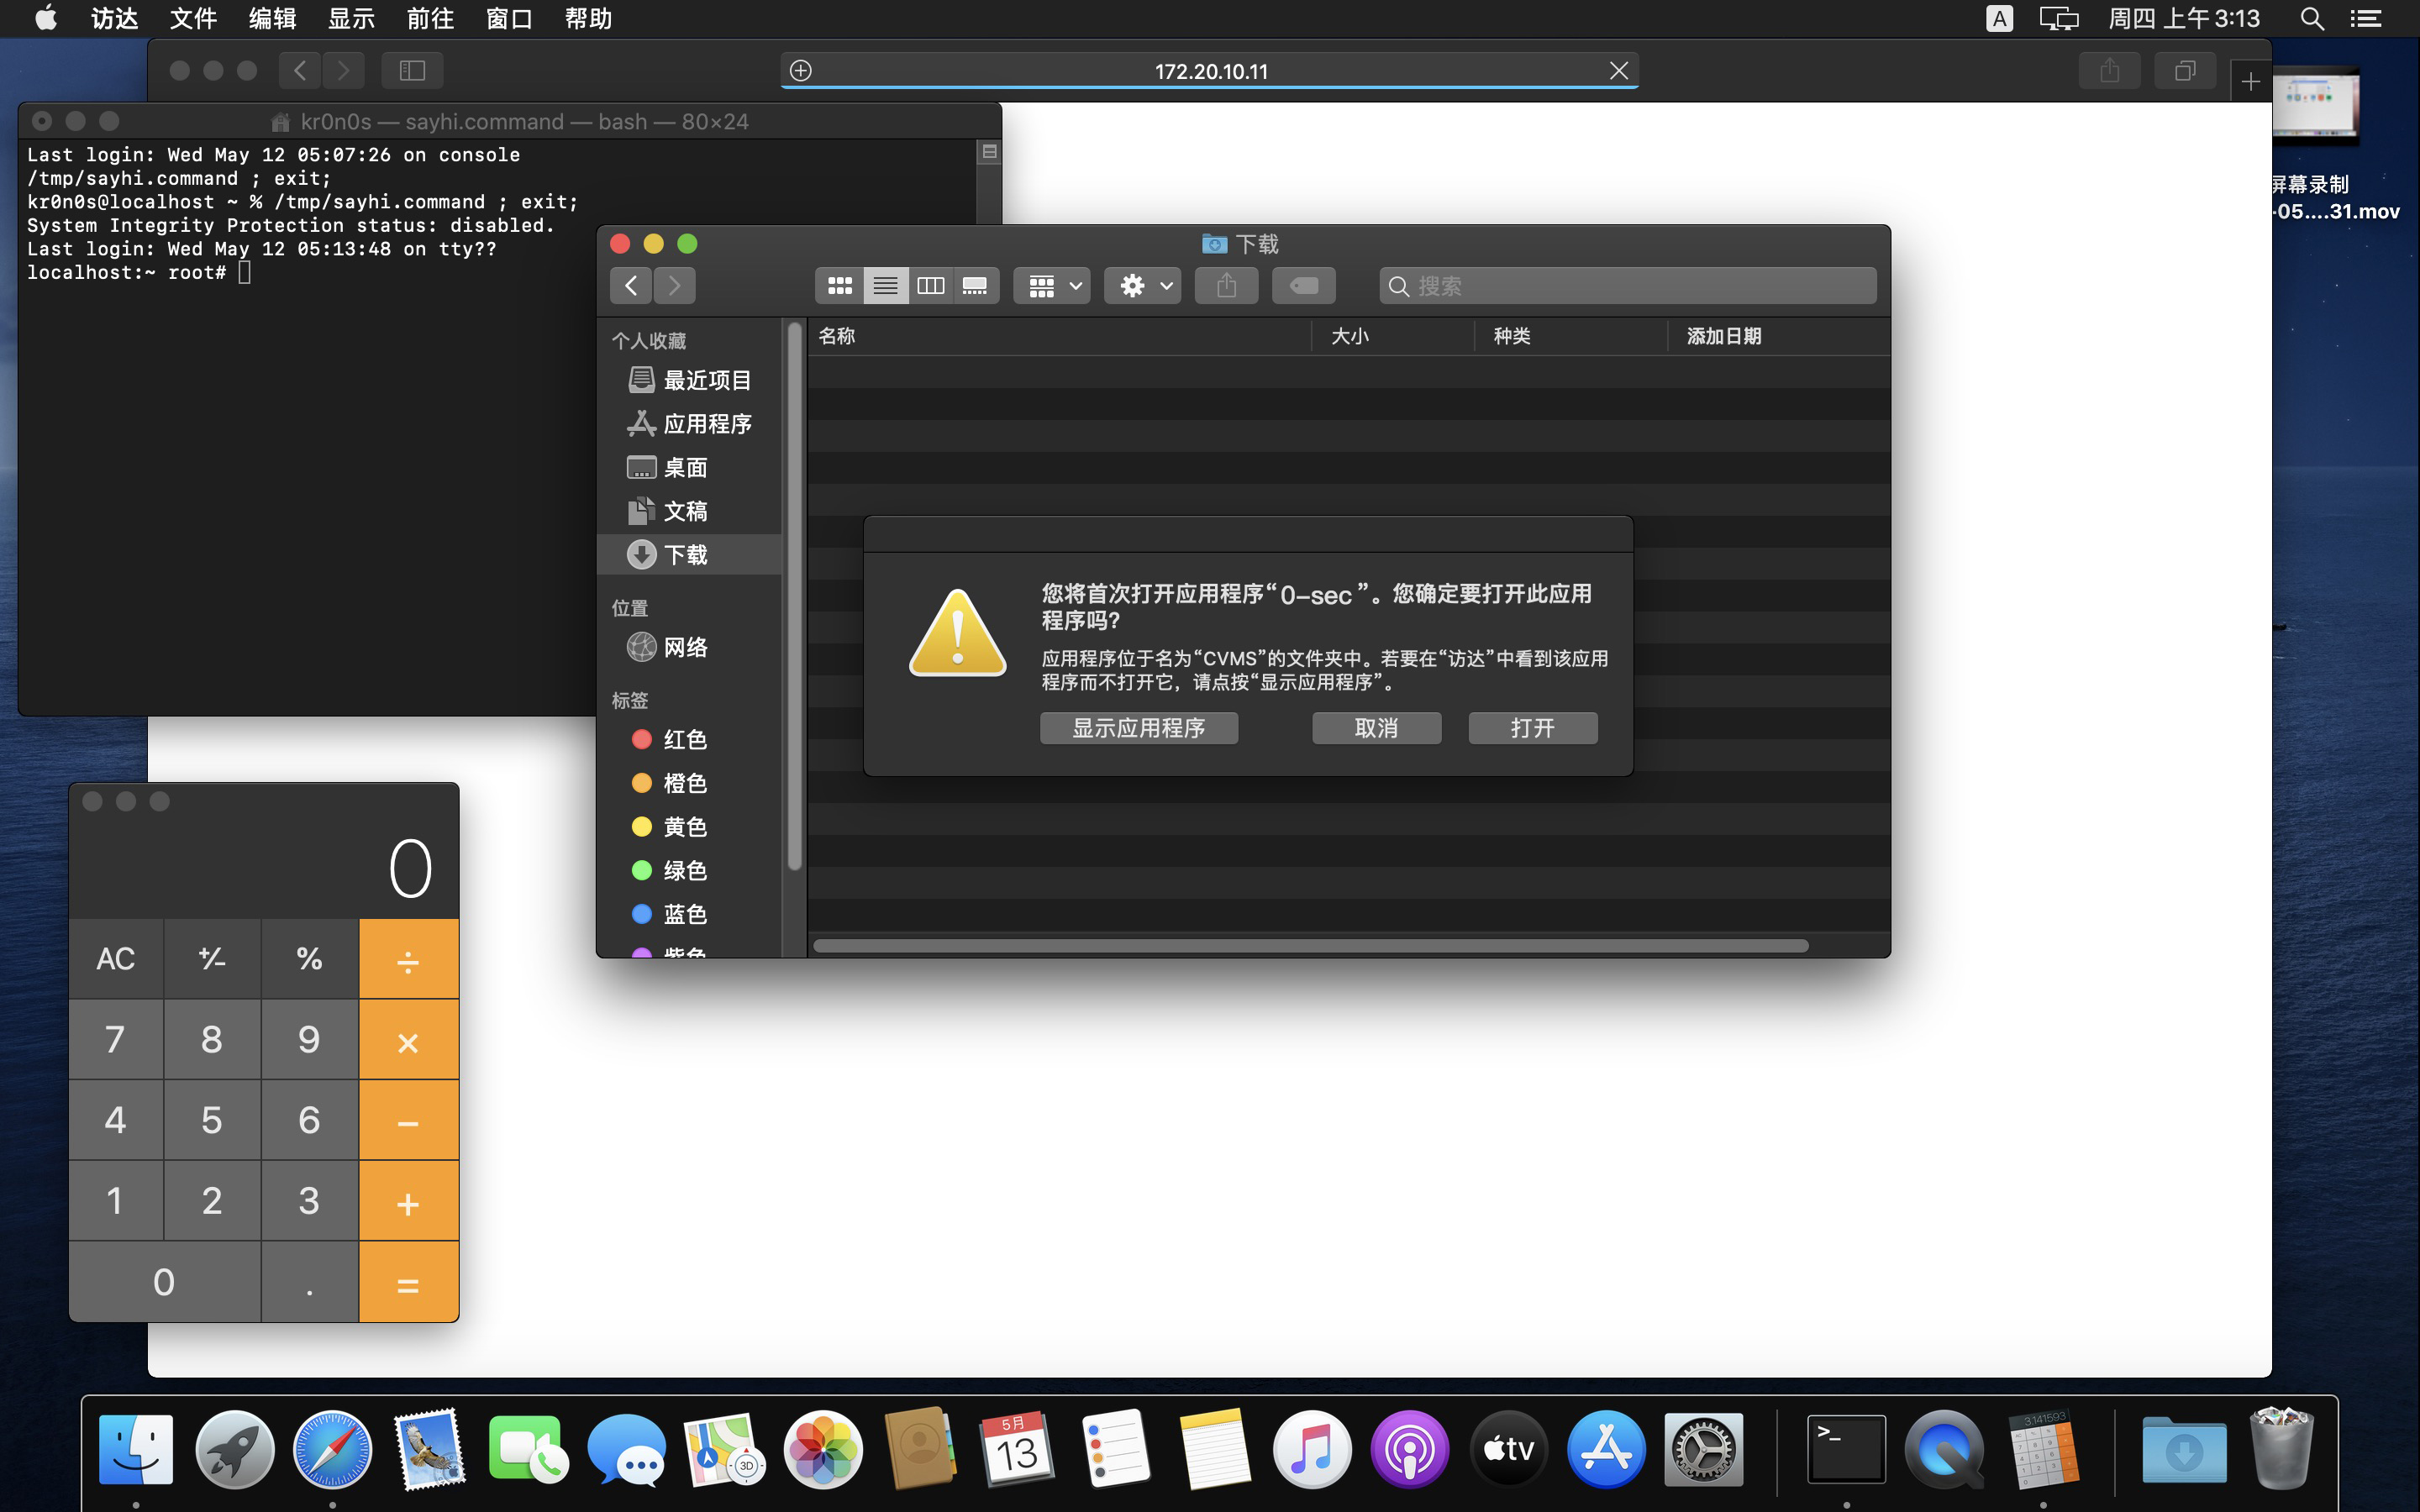 访达 文件 编辑 显示 前往 窗口 帮助
A 周四 上午 3:13
172.20.10.11
kr0n0s — sayhi.command — bash — 80×24
Last login: Wed May 12 05:07:26 on console
/tmp/sayhi.command ; exit;
kr0n0s@localhost ~ % /tmp/sayhi.command ; exit;
System Integrity Protection status: disabled.
Last login: Wed May 12 05:13:48 on tty??
localhost:~ root#
屏幕录制
-05....31.mov
下载
搜索
名称 大小 种类 添加日期
个人收藏
最近项目
应用程序
桌面
文稿
下载
位置
网络
标签
红色
橙色
黄色
绿色
蓝色
紫色
您将首次打开应用程序“0-sec ”。您确定要打开此应用
程序吗?
应用程序位于名为“CVMS”的文件夹中。若要在“访达”中看到该应用
程序而不打开它，请点按“显示应用程序”。
显示应用程序 取消 打开
0
AC +⁄- % ÷
7 8 9 ×
4 5 6 −
1 2 3 +
0 . =
5月
13
3D
tv
>_
3.141593